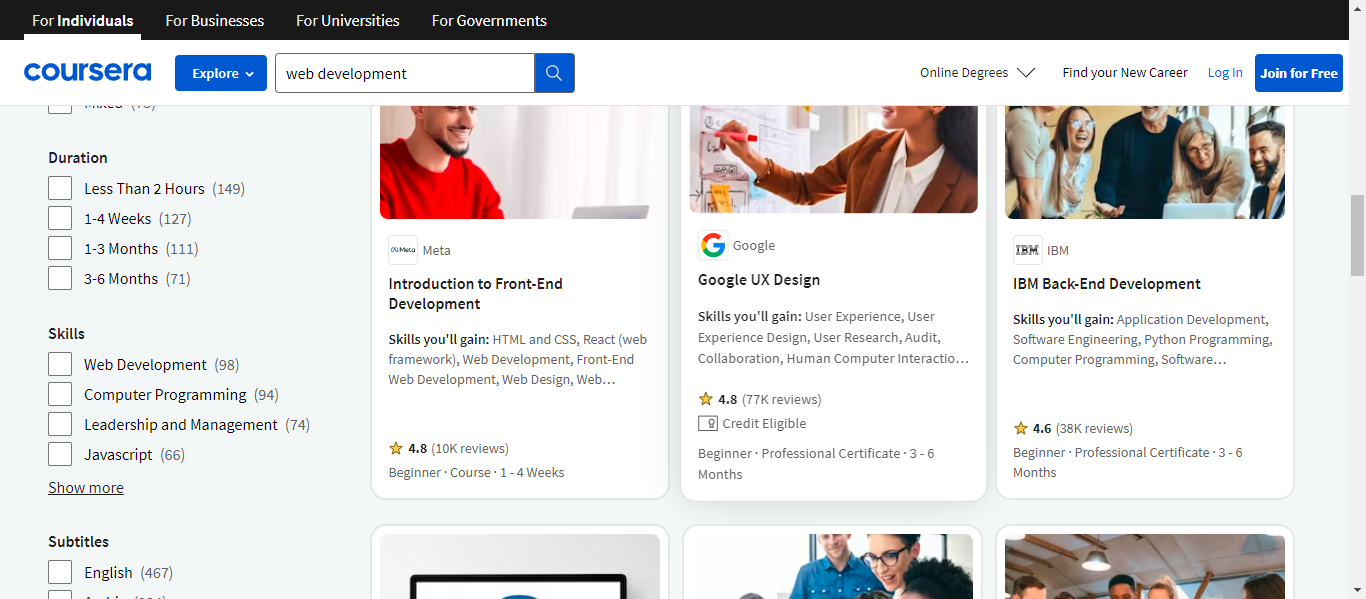 For Individuals
For Businesses
For Universities
For Governments
coursera
Explore
web development
Online Degrees
Find your New Career
Log In
Join for Free
Duration
Less Than 2 Hours (149)
1-4 Weeks (127)
1-3 Months (111)
3-6 Months (71)
Skills
Web Development (98)
Computer Programming (94)
Leadership and Management (74)
Javascript (66)
Show more
Subtitles
English (467)
Meta
Meta
Introduction to Front-End
Development
Skills you'll gain: HTML and CSS, React (web
framework), Web Development, Front-End
Web Development, Web Design, Web…
4.8 (10K reviews)
Beginner · Course · 1 - 4 Weeks
G
Google
Google UX Design
Skills you'll gain: User Experience, User
Experience Design, User Research, Audit,
Collaboration, Human Computer Interactio…
4.8 (77K reviews)
Credit Eligible
Beginner · Professional Certificate · 3 - 6
Months
IBM
IBM
IBM Back-End Development
Skills you'll gain: Application Development,
Software Engineering, Python Programming,
Computer Programming, Software…
4.6 (38K reviews)
Beginner · Professional Certificate · 3 - 6
Months